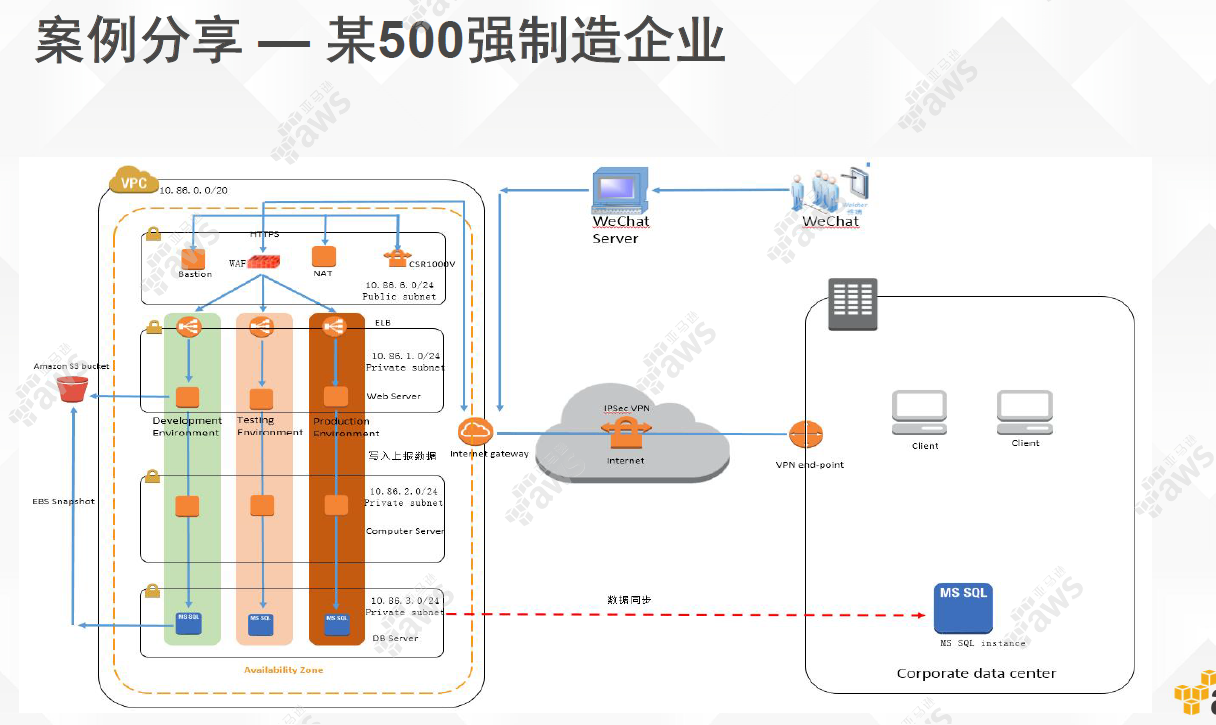 案例分享 — 某500强制造企业
VPC
10.86.0.0/20
HTTPS
Bastion
WAF
NAT
CSR1000V
10.86.6.0/24
Public subnet
ELB
10.86.1.0/24
Private subnet
Web Server
Amazon S3 bucket
Development
Environment
Testing
Environment
Production
Environment
写入上报数据
Internet gateway
EBS Snapshot
10.86.2.0/24
Private subnet
Computer Server
10.86.3.0/24
Private subnet
DB Server
MS SQL
MS SQL
MS SQL
Availability Zone
WeChat
Server
WeChat
IPSec VPN
Internet
VPN end-point
Client
Client
数据同步
MS SQL
MS SQL instance
Corporate data center
亚马逊
aws